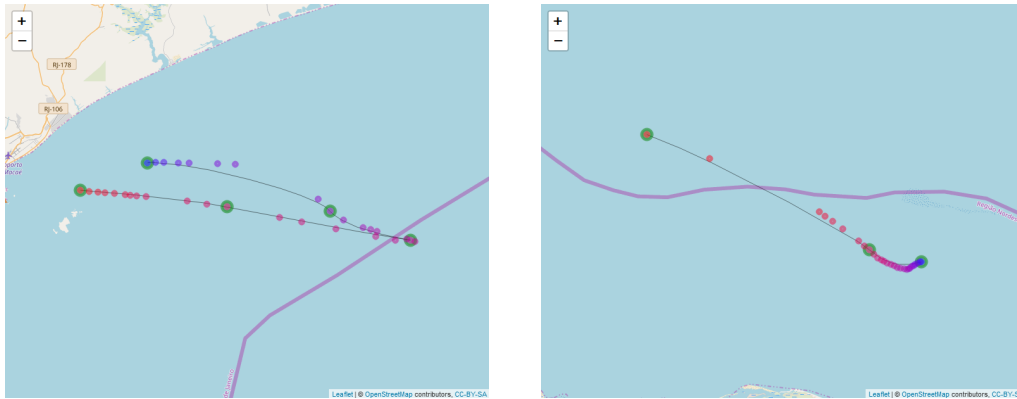 +
−
RJ-178
RJ-106
Leaflet | © OpenStreetMap contributors, CC-BY-SA
+
−
Leaflet | © OpenStreetMap contributors, CC-BY-S